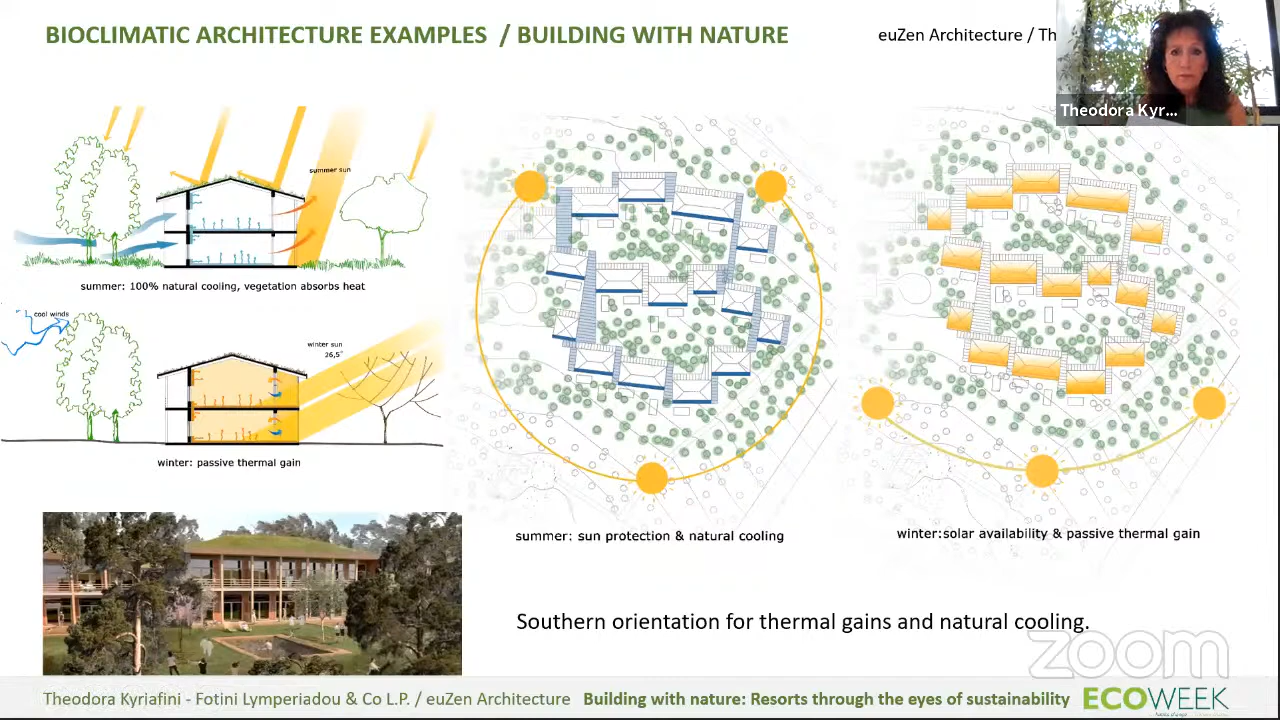 BIOCLIMATIC ARCHITECTURE EXAMPLES / BUILDING WITH NATURE
euZen Architecture / Th
Theodora Kyr...
summer sun
summer: 100% natural cooling, vegetation absorbs heat
cool winds
winter sun
26,5°
winter: passive thermal gain
summer: sun protection & natural cooling
winter:solar availability & passive thermal gain
Southern orientation for thermal gains and natural cooling.
zoom
Theodora Kyriafini - Fotini Lymperiadou & Co L.P. / euZen Architecture Building with nature: Resorts through the eyes of sustainability ECOWEEK